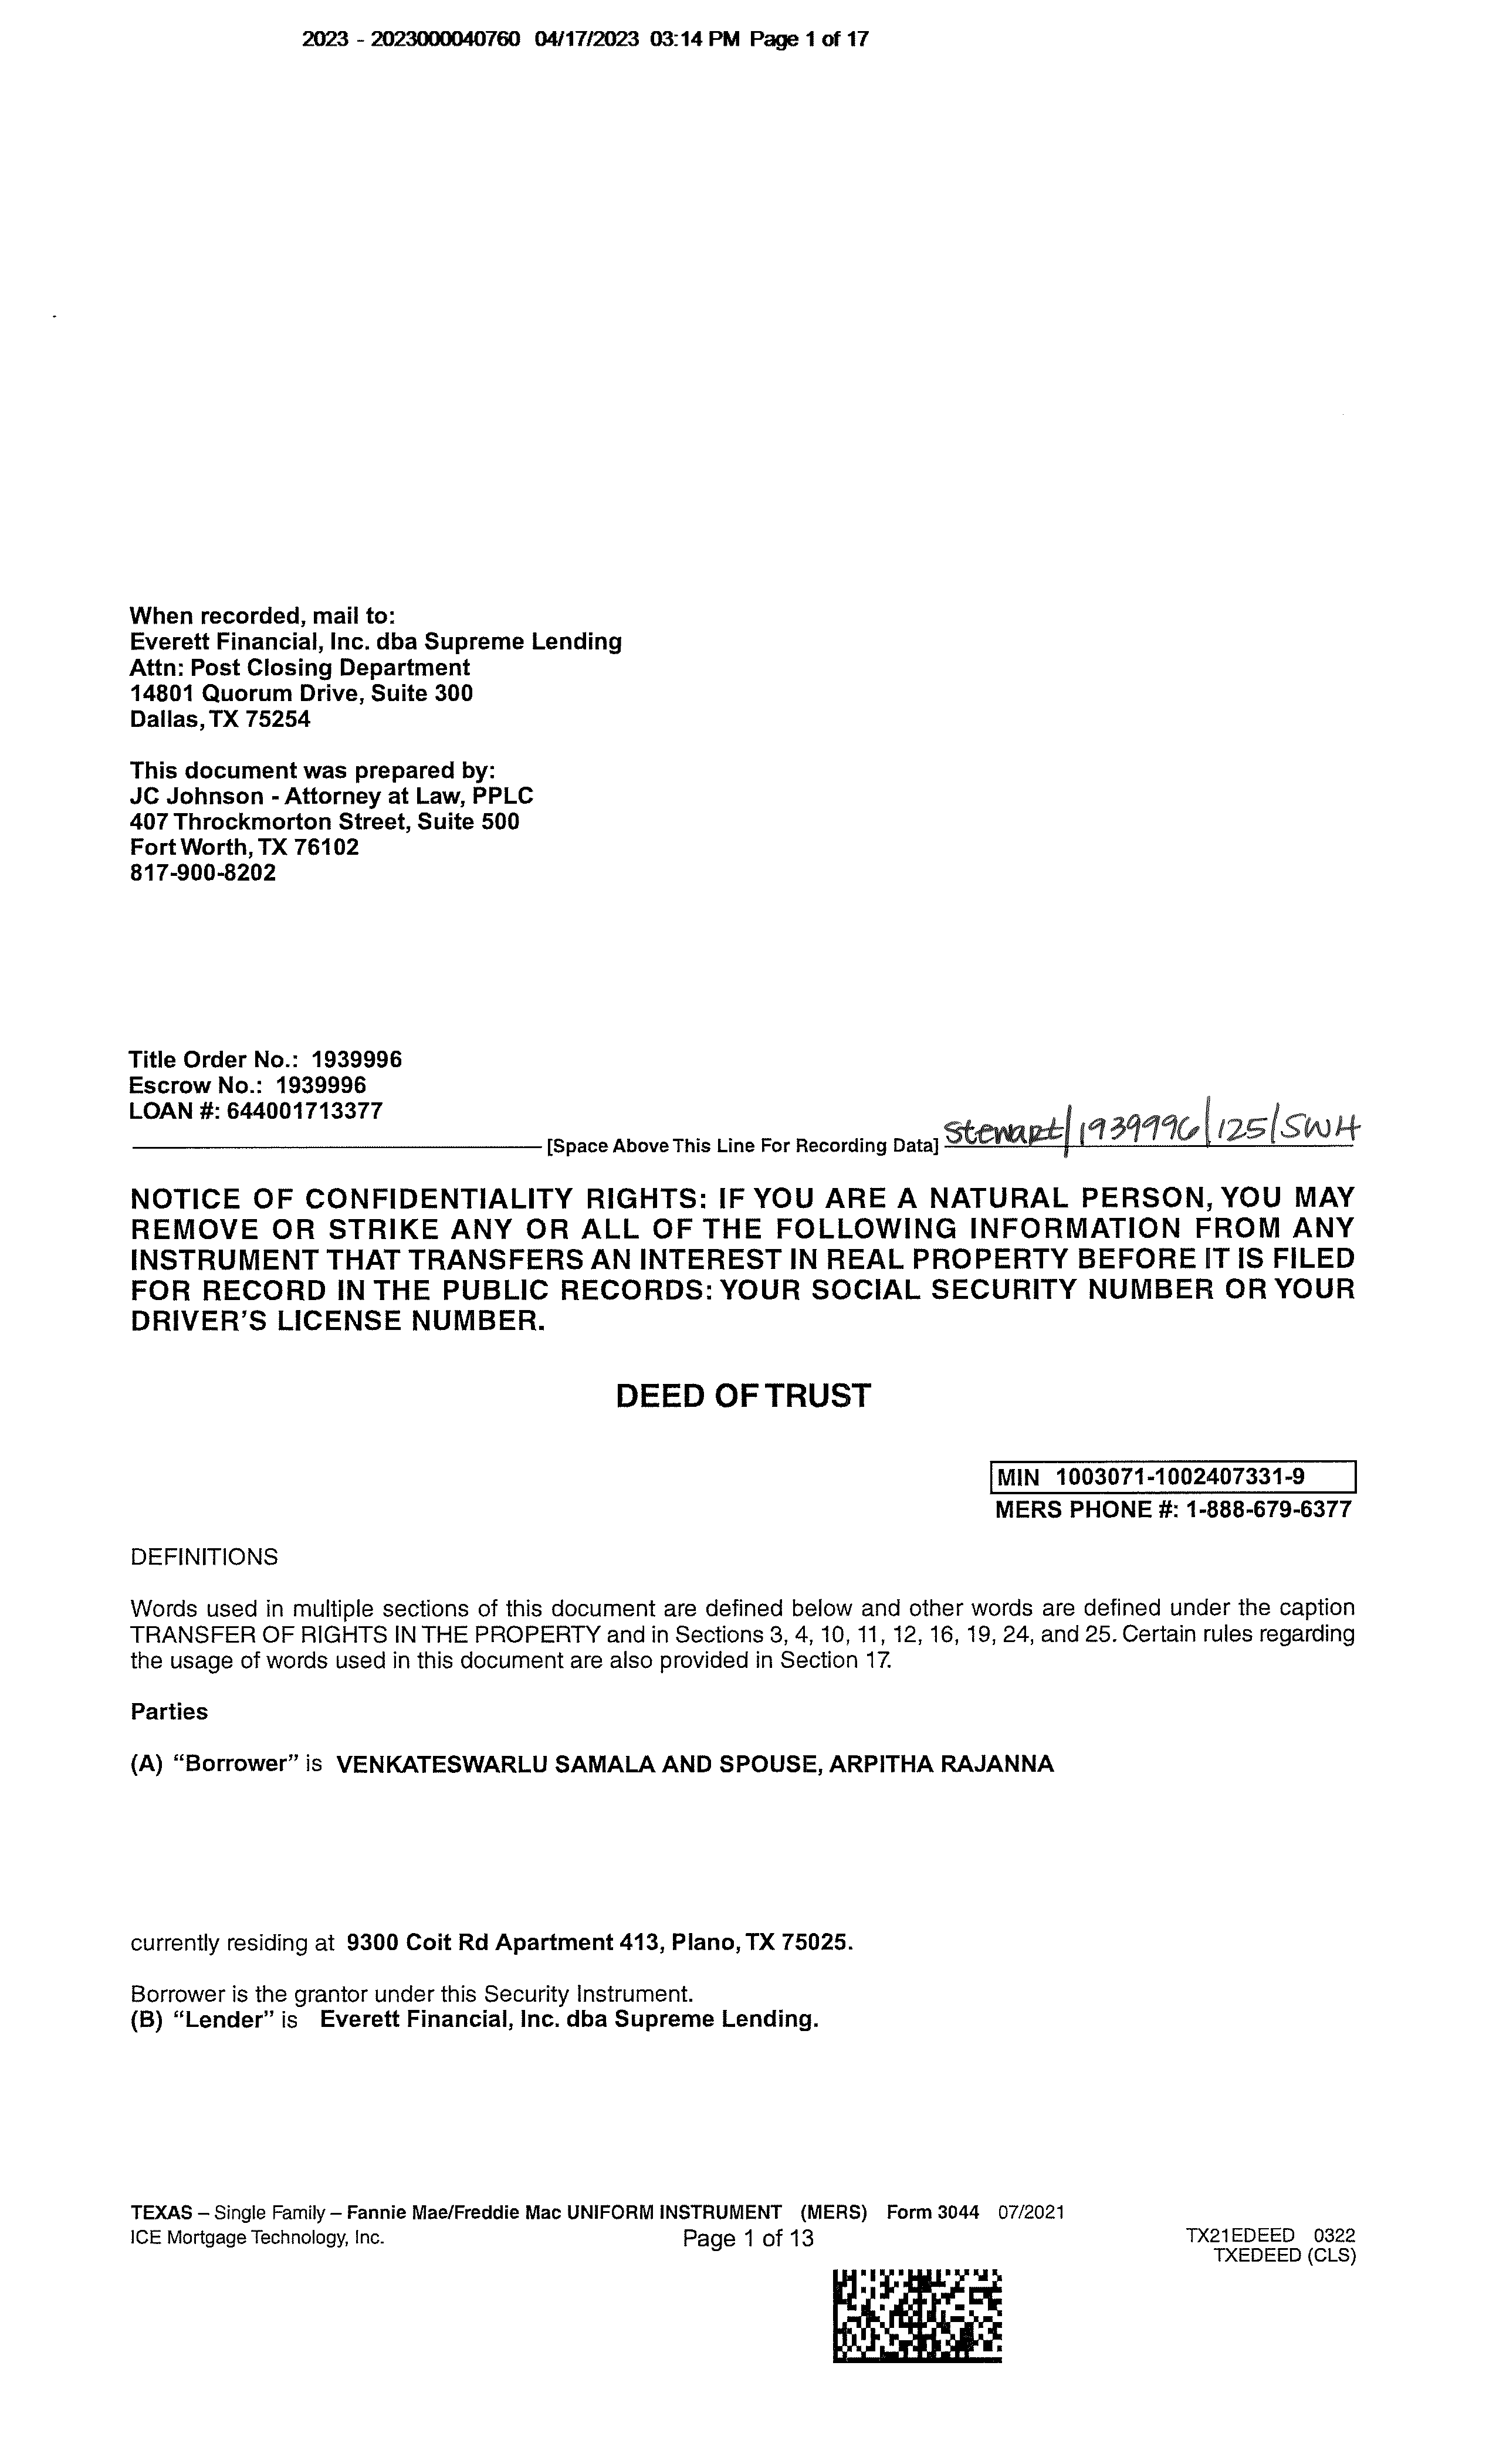 2023 - 2023000040760 04/17/2023 03:14 PM Page 1 of 17
When recorded, mail to:
Everett Financial, Inc. dba Supreme Lending
Attn: Post Closing Department
14801 Quorum Drive, Suite 300
Dallas, TX 75254
This document was prepared by:
JC Johnson - Attorney at Law, PPLC
407 Throckmorton Street, Suite 500
Fort Worth, TX 76102
817-900-8202
Title Order No.: 1939996
Escrow No.: 1939996
LOAN #: 644001713377
[Space Above This Line For Recording Data] Stewart/1939996/125/SWH
NOTICE OF CONFIDENTIALITY RIGHTS: IF YOU ARE A NATURAL PERSON, YOU MAY
REMOVE OR STRIKE ANY OR ALL OF THE FOLLOWING INFORMATION FROM ANY
INSTRUMENT THAT TRANSFERS AN INTEREST IN REAL PROPERTY BEFORE IT IS FILED
FOR RECORD IN THE PUBLIC RECORDS: YOUR SOCIAL SECURITY NUMBER OR YOUR
DRIVER'S LICENSE NUMBER.
DEED OF TRUST
MIN 1003071-1002407331-9
MERS PHONE #: 1-888-679-6377
DEFINITIONS
Words used in multiple sections of this document are defined below and other words are defined under the caption
TRANSFER OF RIGHTS IN THE PROPERTY and in Sections 3, 4, 10, 11, 12, 16, 19, 24, and 25. Certain rules regarding
the usage of words used in this document are also provided in Section 17.
Parties
(A) “Borrower” is VENKATESWARLU SAMALA AND SPOUSE, ARPITHA RAJANNA
currently residing at 9300 Coit Rd Apartment 413, Plano, TX 75025.
Borrower is the grantor under this Security Instrument.
(B) “Lender” is Everett Financial, Inc. dba Supreme Lending.
TEXAS – Single Family – Fannie Mae/Freddie Mac UNIFORM INSTRUMENT (MERS) Form 3044 07/2021
ICE Mortgage Technology, Inc. Page 1 of 13 TX21EDEED 0322
TXEDEED (CLS)